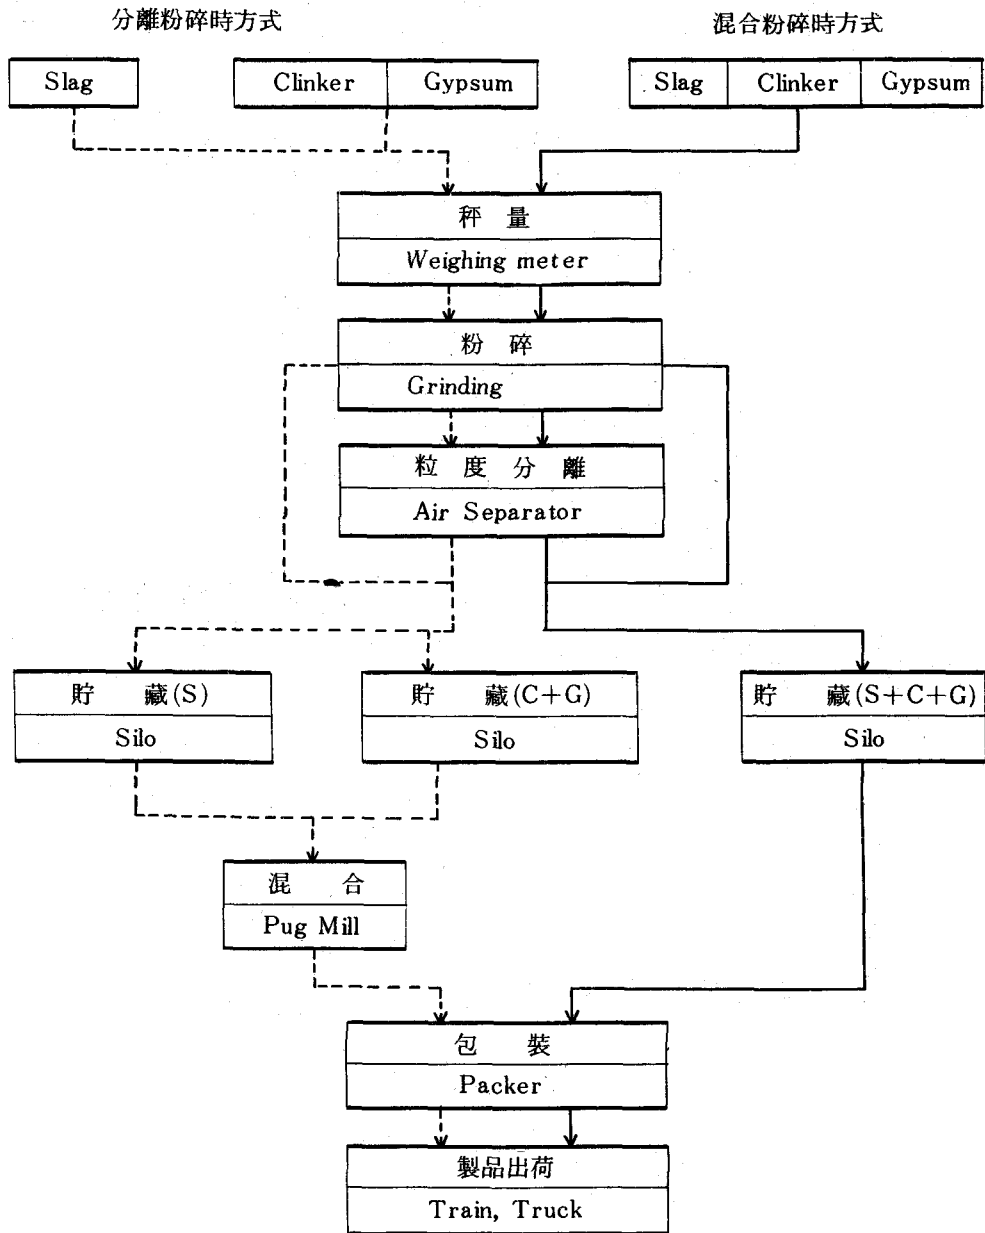 分離粉碎時方式
混合粉碎時方式
Slag
Clinker
Gypsum
Slag
Clinker
Gypsum
秤 量
Weighing meter
粉 碎
Grinding
粒 度 分 離
Air Separator
貯 藏(S)
Silo
貯 藏(C+G)
Silo
貯 藏(S+C+G)
Silo
混 合
Pug Mill
包 裝
Packer
製品出荷
Train, Truck